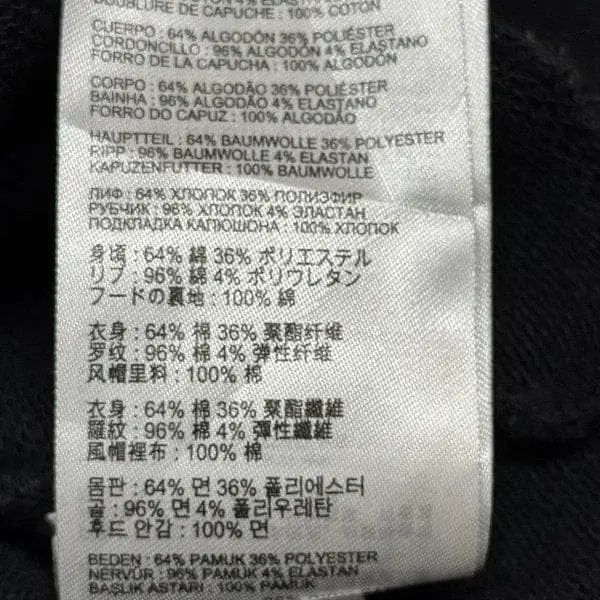 DOUBLURE DE CAPUCHE : 100% COTON
CUERPO : 64% ALGODÓN 36% POLIÉSTER
CORDONCILLO : 96% ALGODÓN 4% ELASTANO
FORRO DE LA CAPUCHA : 100% ALGODÓN
CORPO : 64% ALGODÃO 36% POLIÉSTER
BAINHA : 96% ALGODÃO 4% ELASTANO
FORRO DO CAPUZ : 100% ALGODÃO
HAUPTTEIL : 64% BAUMWOLLE 36% POLYESTER
RIPP : 96% BAUMWOLLE 4% ELASTAN
KAPUZENFUTTER : 100% BAUMWOLLE
ЛИФ : 64% ХЛОПОК 36% ПОЛИЭФИР
РУБЧИК : 96% ХЛОПОК 4% ЭЛАСТАН
ПОДКЛАДКА КАПЮШОНА : 100% ХЛОПОК
身頃 : 64% 綿 36% ポリエステル
リブ : 96% 綿 4% ポリウレタン
フードの裏地 : 100% 綿
衣身 : 64% 棉 36% 聚酯纤维
罗纹 : 96% 棉 4% 弹性纤维
风帽里料 : 100% 棉
衣身 : 64% 棉 36% 聚酯纖維
羅紋 : 96% 棉 4% 彈性纖維
風帽裡布 : 100% 棉
몸판 : 64% 면 36% 폴리에스터
골 : 96% 면 4% 폴리우레탄
후드 안감 : 100% 면
BEDEN : 64% PAMUK 36% POLYESTER
NERVÜR : 96% PAMUK 4% ELASTAN
BAŞLIK ASTARI : 100% PAMUK